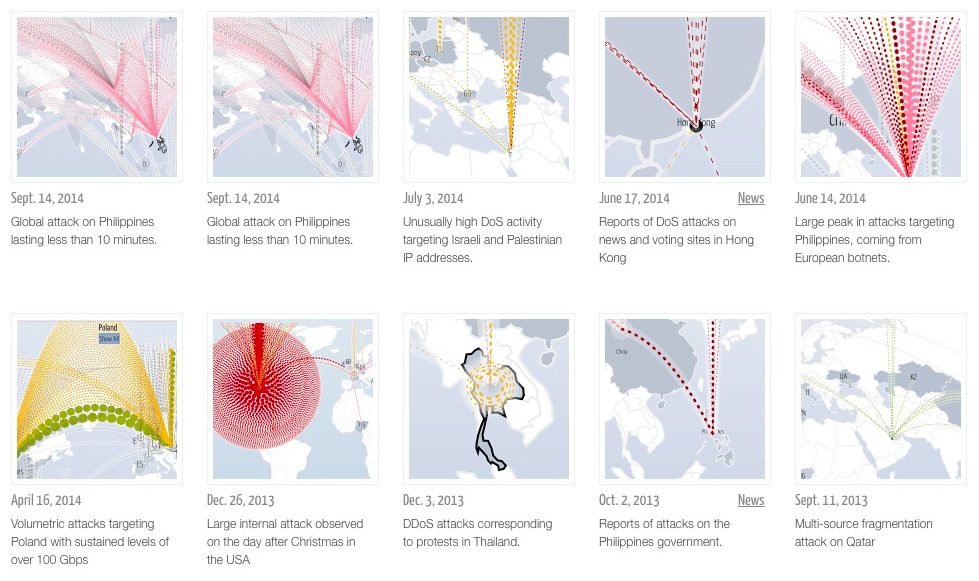 Sept. 14, 2014
Global attack on Philippines
lasting less than 10 minutes.
Sept. 14, 2014
Global attack on Philippines
lasting less than 10 minutes.
BG
July 3, 2014
Unusually high DoS activity
targeting Israeli and Palestinian
IP addresses.
June 17, 2014 News
Reports of DoS attacks on
news and voting sites in Hong
Kong
June 14, 2014
Large peak in attacks targeting
Philippines, coming from
European botnets.
Poland
Show All
ES
April 16, 2014
Volumetric attacks targeting
Poland with sustained levels of
over 100 Gbps
Dec. 26, 2013
Large internal attack observed
on the day after Christmas in
the USA
Dec. 3, 2013
DDoS attacks corresponding
to protests in Thailand.
China
Oct. 2, 2013 News
Reports of attacks on the
Philippines government.
UA
KZ
Sept. 11, 2013
Multi-source fragmentation
attack on Qatar